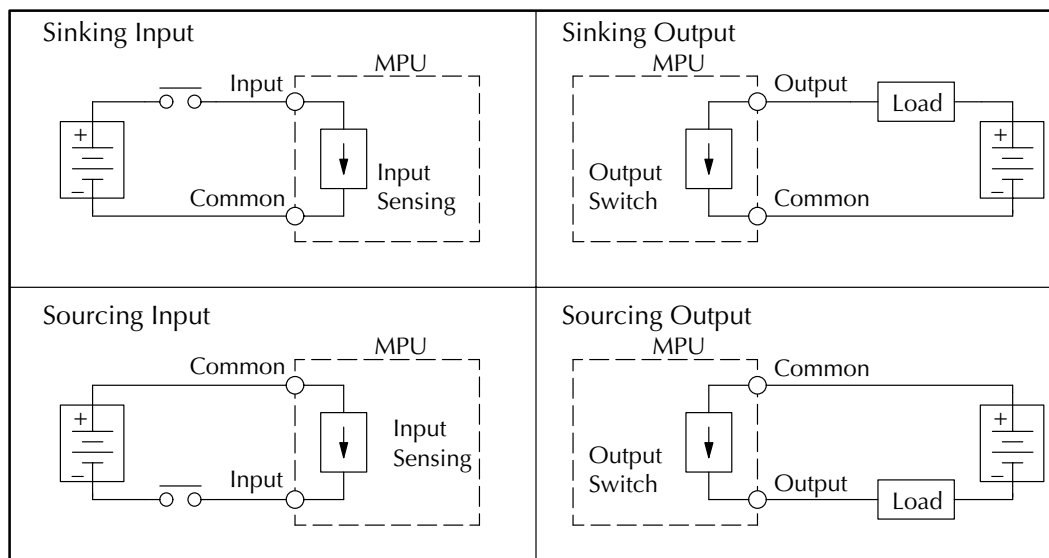 Sinking Input
MPU
Input
+
–
Input
Sensing
Common
Sinking Output
MPU
Output
Load
+
–
Output
Switch
Common
Sourcing Input
MPU
Common
+
–
Input
Sensing
Input
Sourcing Output
MPU
Common
+
–
Output
Switch
Output
Load